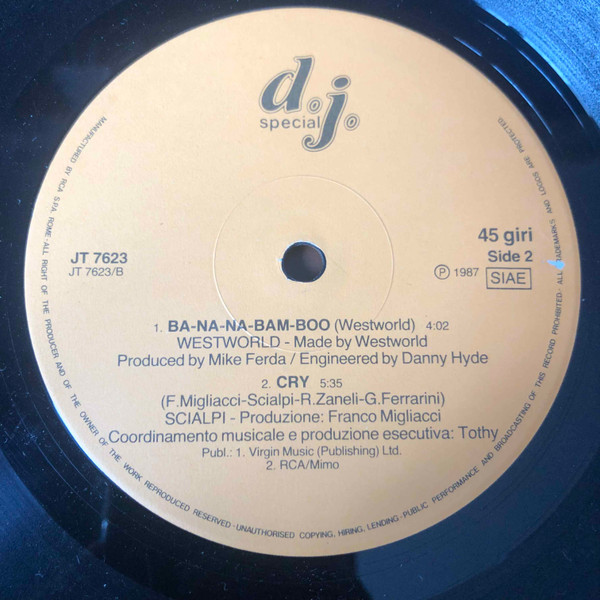 d.j.
special
JT 7623
JT 7623/B
45 giri
Side 2
℗ 1987 SIAE
1. BA-NA-NA-BAM-BOO (Westworld) 4:02
WESTWORLD - Made by Westworld
Produced by Mike Ferda / Engineered by Danny Hyde
2. CRY 5:35
(F.Migliacci-Scialpi-R.Zaneli-G.Ferrarini)
SCIALPI - Produzione: Franco Migliacci
Coordinamento musicale e produzione esecutiva: Tothy
Publ.: 1. Virgin Music (Publishing) Ltd.
2. RCA/Mimo
MANUFACTURED BY RCA S.P.A. ROME · ALL RIGHT OF THE PRODUCER AND OF THE OWNER OF THE WORK REPRODUCED RESERVED · UNAUTHORISED COPYING, HIRING, LENDING · PUBLIC PERFORMANCE AND BROADCASTING OF THIS RECORD PROHIBITED · ALL TRADEMARKS AND LOGOS ARE PROTECTED.